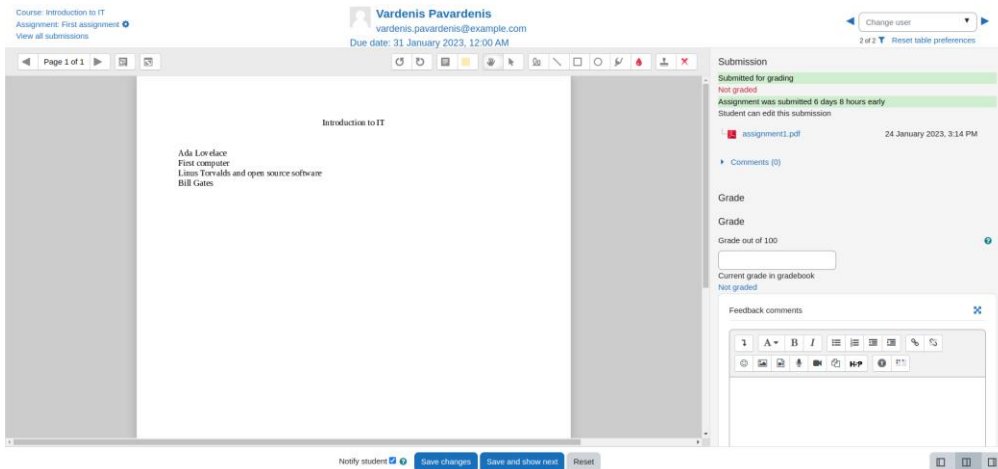 Course: Introduction to IT
Assignment: First assignment
View all submissions
Vardenis Pavardenis
vardenis.pavardenis@example.com
Due date: 31 January 2023, 12:00 AM
Change user
2 of 2 Reset table preferences
Page 1 of 1
Introduction to IT
Ada Lovelace
First computer
Linus Torvalds and open source software
Bill Gates
Submission
Submitted for grading
Not graded
Assignment was submitted 6 days 8 hours early
Student can edit this submission
assignment1.pdf 24 January 2023, 3:14 PM
Comments (0)
Grade
Grade
Grade out of 100
Current grade in gradebook
Not graded
Feedback comments
A B I
H-P
Notify student Save changes Save and show next Reset